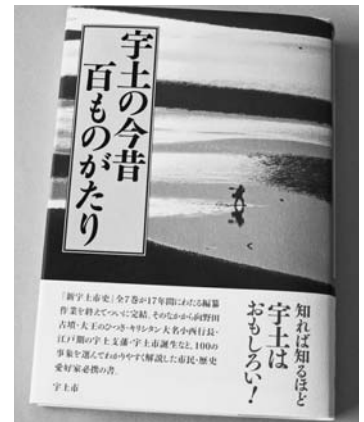 宇土の今昔
百ものがたり
知れば知るほど
宇土は
おもしろい!
「新宇土市史」全7巻が17年間にわたる編纂
作業を終えてついに完結。そのなかから向野田
古墳・大王のひつぎ・キリシタン大名小西行長・
江戸期の宇土支藩・宇土市誕生など、100の
事象を選んでわかりやすく解説した市民・歴史
愛好家必携の書。
宇土市